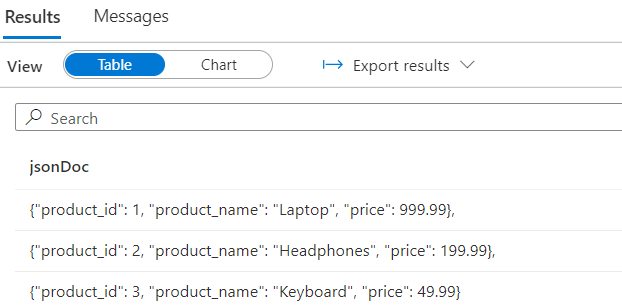 Results Messages
View Table Chart Export results
Search
jsonDoc
{"product_id": 1, "product_name": "Laptop", "price": 999.99},
{"product_id": 2, "product_name": "Headphones", "price": 199.99},
{"product_id": 3, "product_name": "Keyboard", "price": 49.99}